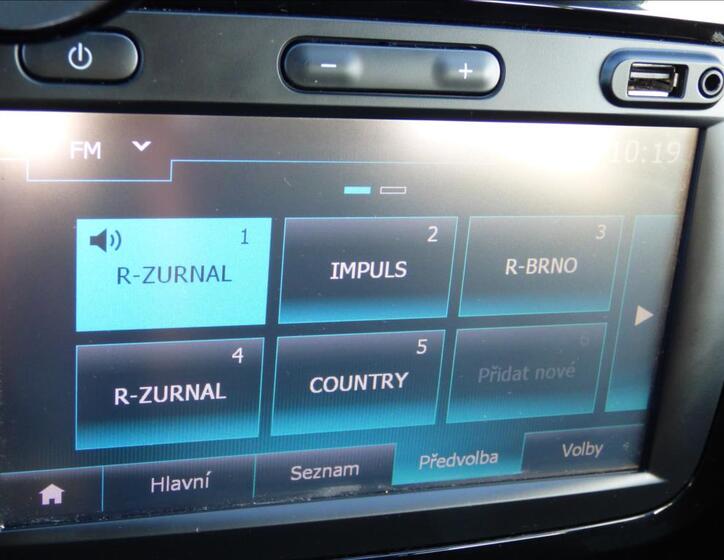 FM
10:19
1
R-ZURNAL
2
IMPULS
3
R-BRNO
4
R-ZURNAL
5
COUNTRY
6
Přidat nové
Hlavní
Seznam
Předvolba
Volby